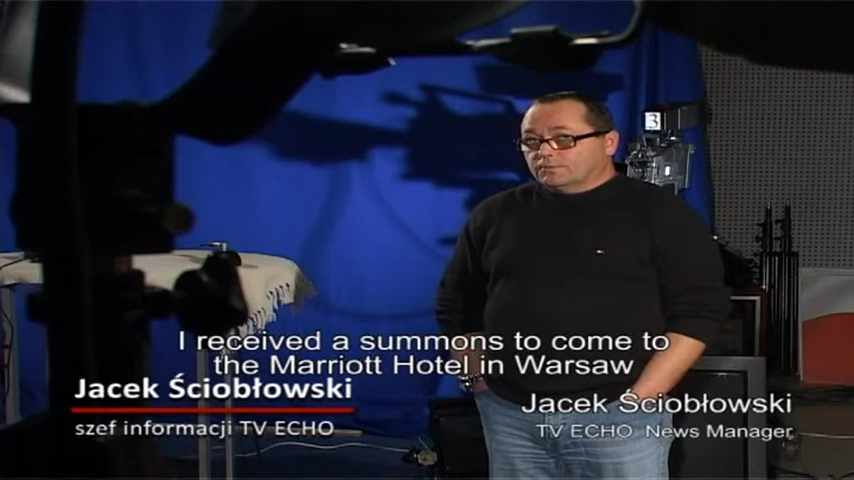 3
I received a summons to come to
the Marriott Hotel in Warsaw
Jacek Ściobłowski
szef informacji TV ECHO
Jacek Ściobłowski
TV ECHO News Manager